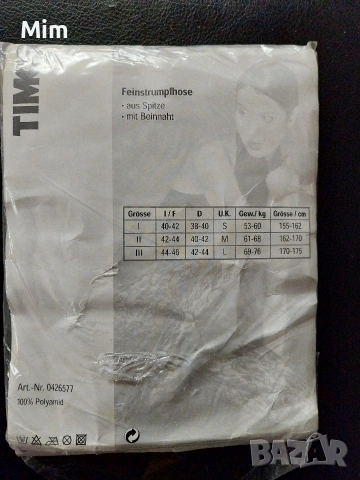 Mim
TIM
Feinstrumpfhose
- aus Spitze
- mit Beinnaht
Grösse I / F D U.K. Gew./ kg Grösse / cm
I 40-42 38-40 S 53-60 155-162
II 42-44 40-42 M 61-68 162-170
III 44-46 42-44 L 69-76 170-175
Art.-Nr. 0426577
100% Polyamid
BAZAR